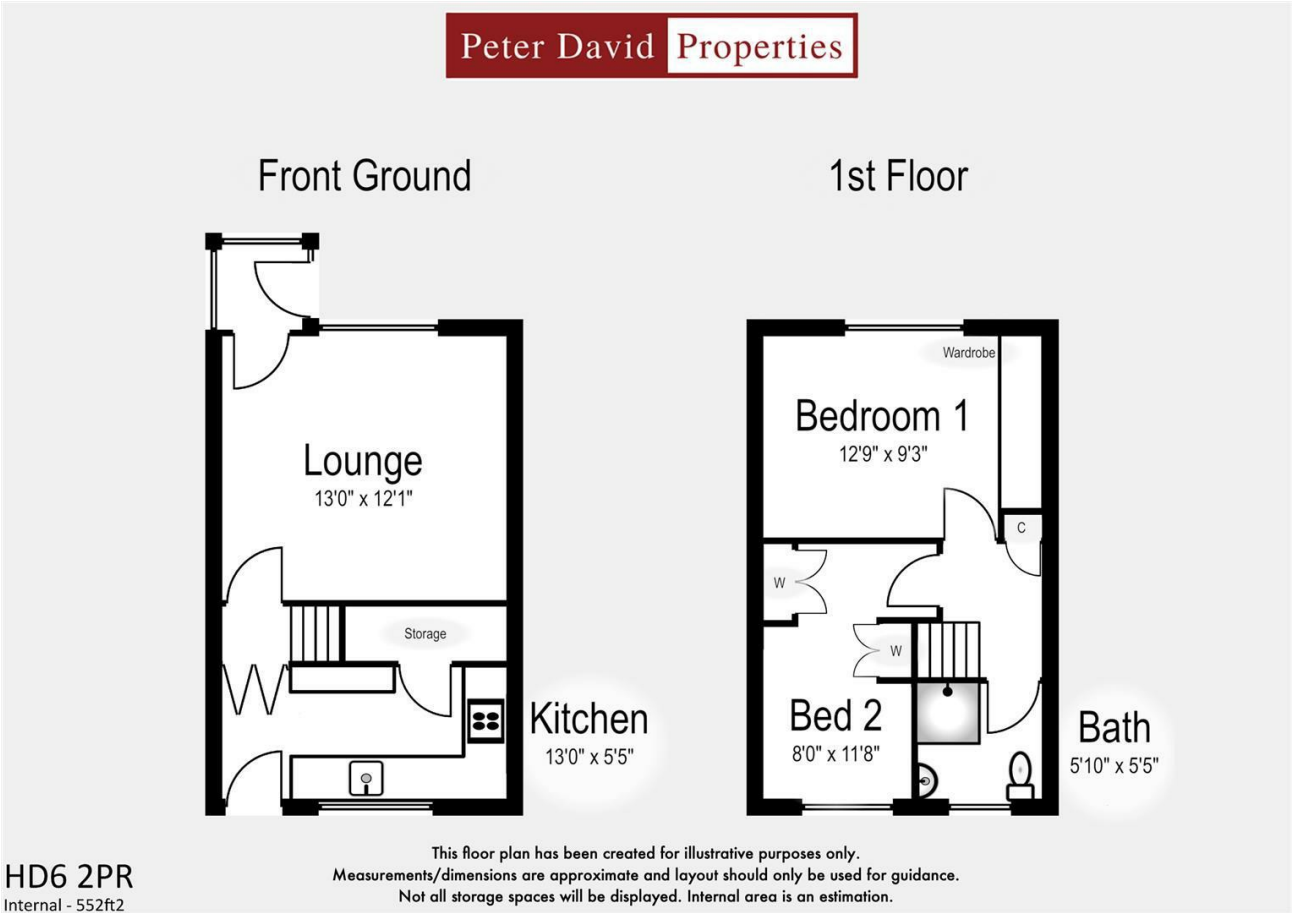 Peter David Properties
Front Ground
1st Floor
Lounge
13'0" x 12'1"
Storage
Kitchen
13'0" x 5'5"
Wardrobe
Bedroom 1
12'9" x 9'3"
C
W
W
Bed 2
8'0" x 11'8"
Bath
5'10" x 5'5"
This floor plan has been created for illustrative purposes only.
Measurements/dimensions are approximate and layout should only be used for guidance.
Not all storage spaces will be displayed. Internal area is an estimation.
HD6 2PR
Internal - 552ft2